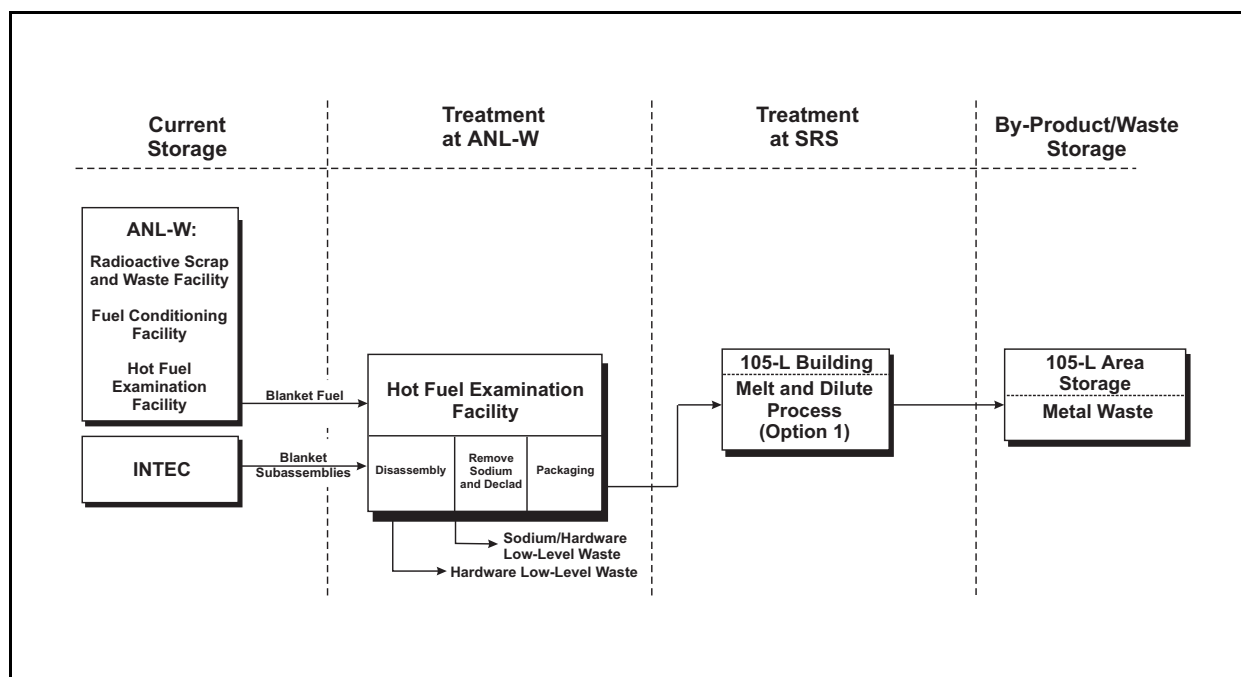 Current
Storage
Treatment
at ANL-W
Treatment
at SRS
By-Product/Waste
Storage
ANL-W:
Radioactive Scrap
and Waste Facility
Fuel Conditioning
Facility
Hot Fuel
Examination
Facility
INTEC
Blanket Fuel
Blanket
Subassemblies
Hot Fuel Examination
Facility
Disassembly
Remove
Sodium
and Declad
Packaging
Sodium/Hardware
Low-Level Waste
Hardware Low-Level Waste
105-L Building
Melt and Dilute
Process
(Option 1)
105-L Area
Storage
Metal Waste